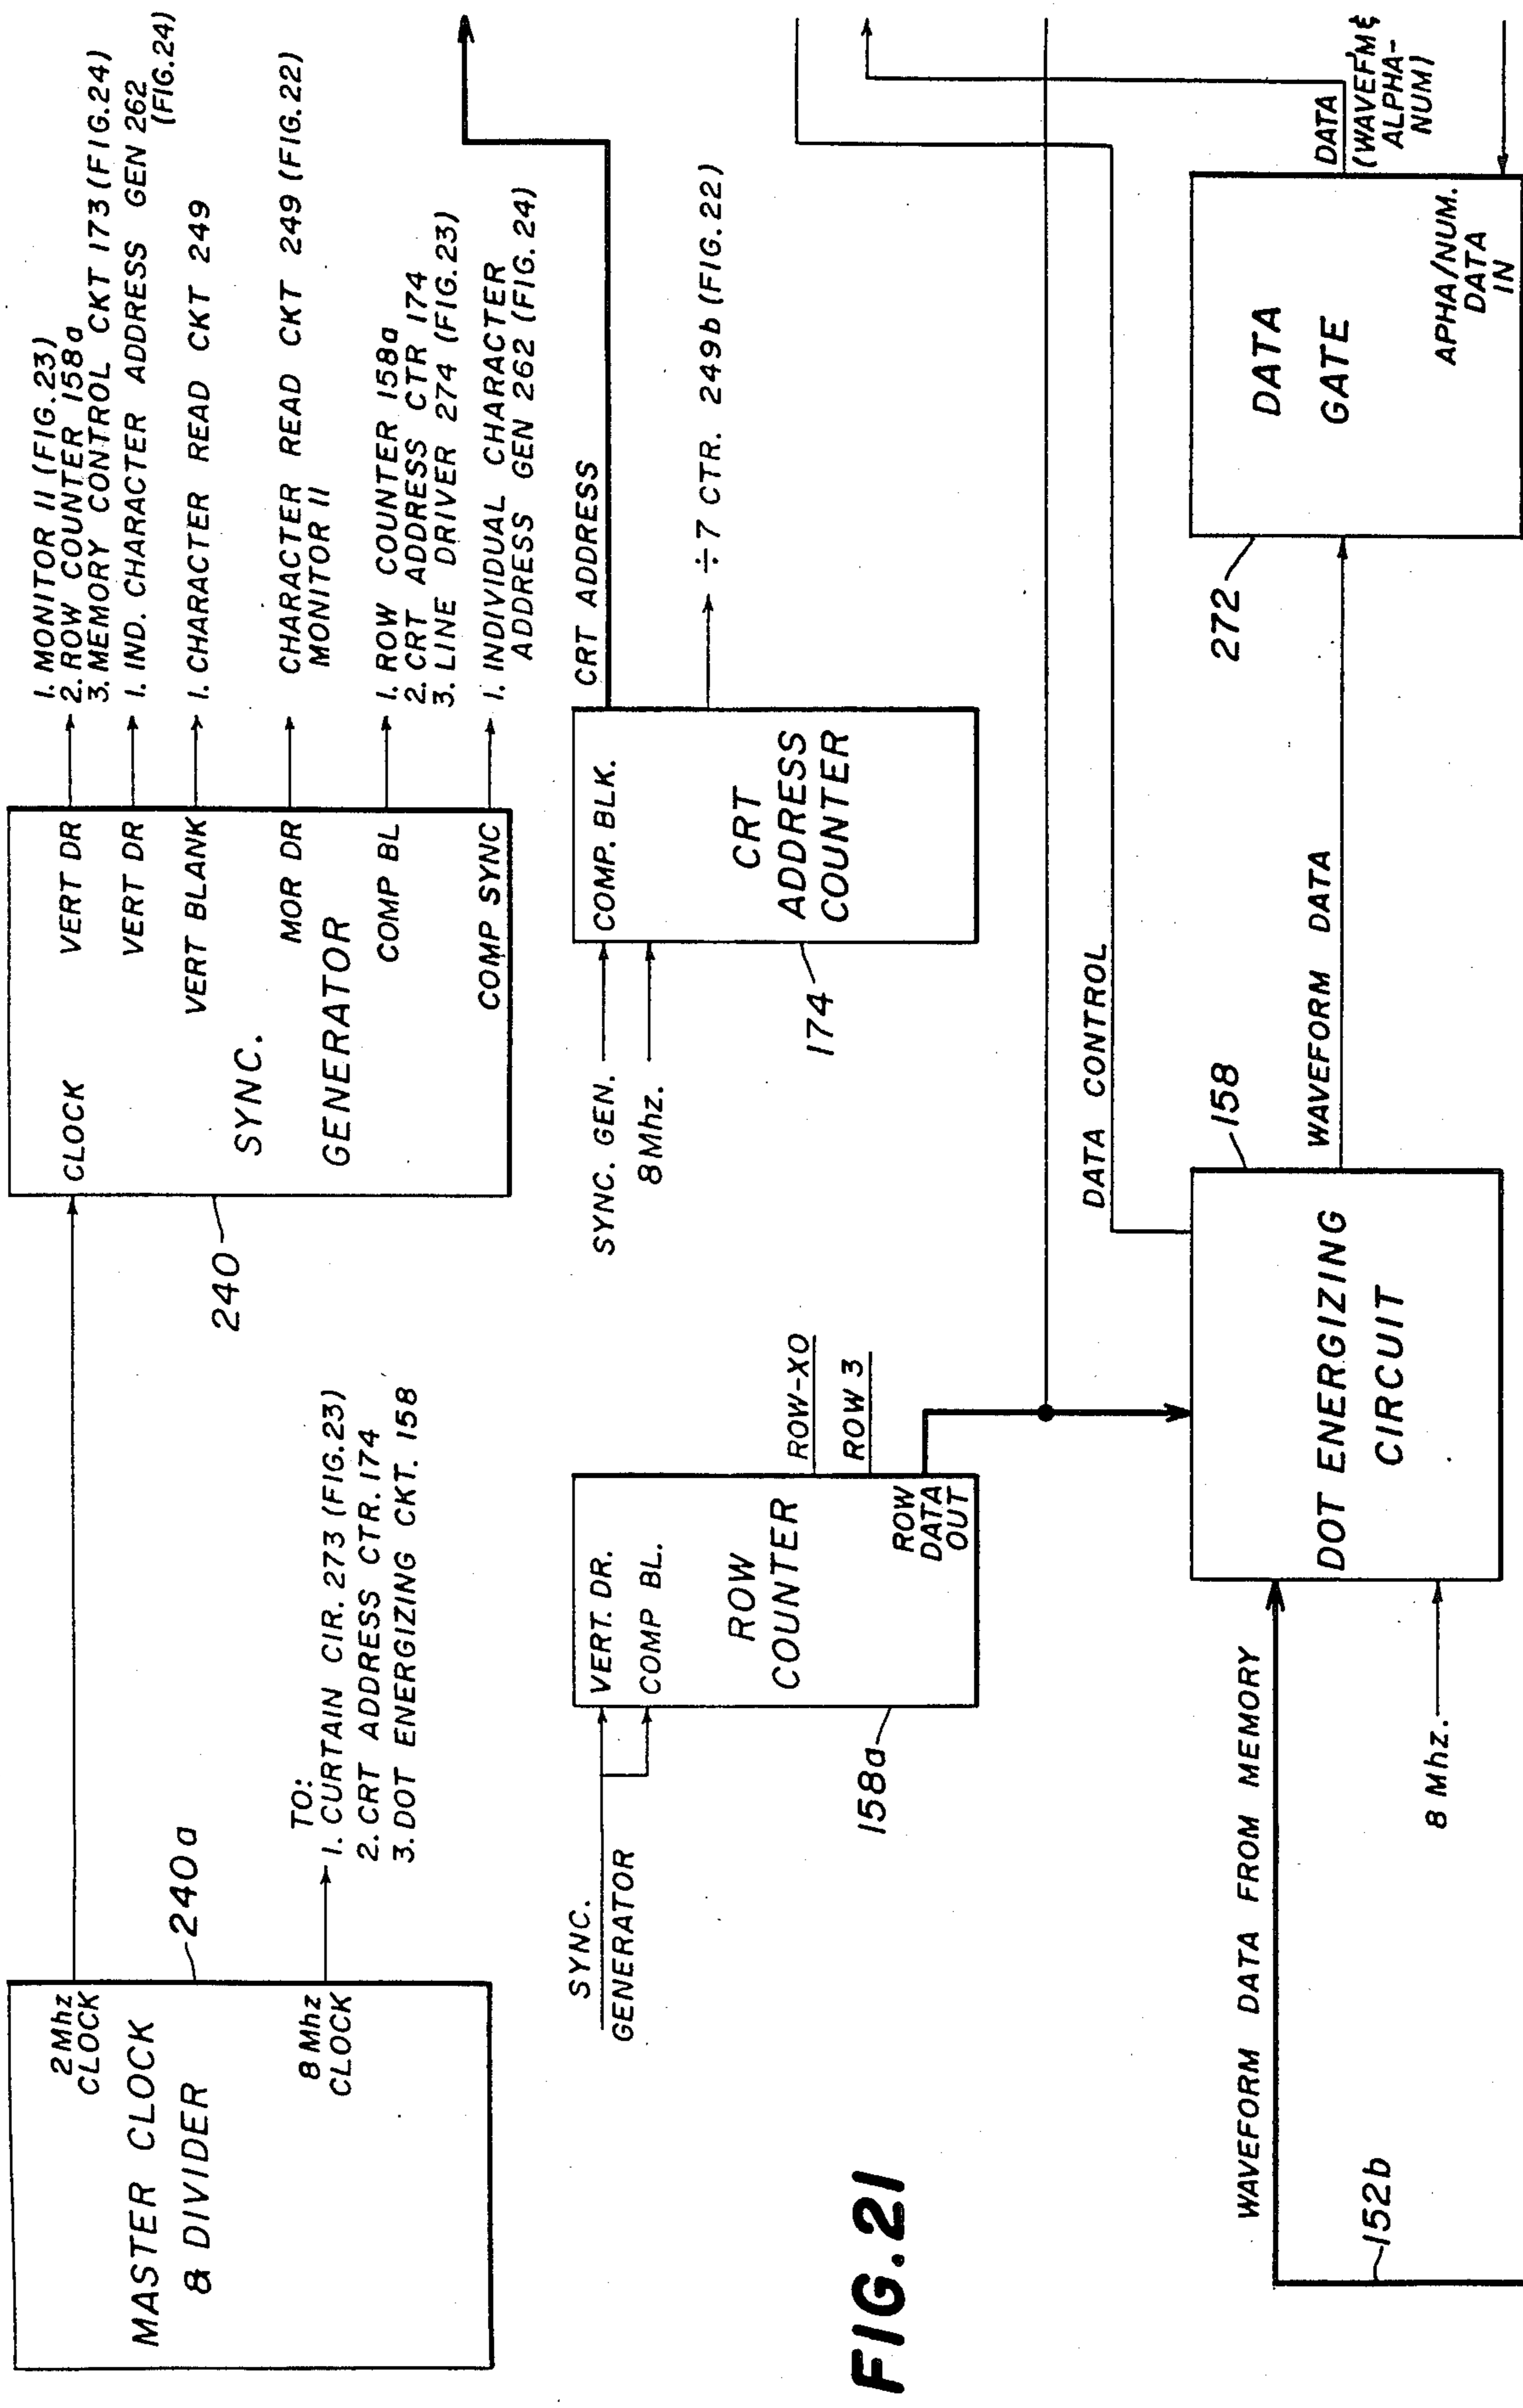 MASTER CLOCK
& DIVIDER
2Mhz
CLOCK
8Mhz
CLOCK
240a
TO:
1. CURTAIN CIR. 273 (FIG.23)
2. CRT ADDRESS CTR. 174
3. DOT ENERGIZING CKT. 158
CLOCK
SYNC.
GENERATOR
240
VERT DR
VERT DR
VERT BLANK
MOR DR
COMP BL
COMP SYNC
1. MONITOR 11 (FIG.23)
2. ROW COUNTER 158a
3. MEMORY CONTROL CKT 173 (FIG.24)
1. IND. CHARACTER ADDRESS GEN 262
(FIG.24)
1. CHARACTER READ CKT 249
CHARACTER READ CKT 249 (FIG.22)
MONITOR 11
1. ROW COUNTER 158a
2. CRT ADDRESS CTR 174
3. LINE DRIVER 274 (FIG.23)
1. INDIVIDUAL CHARACTER
ADDRESS GEN 262 (FIG.24)
SYNC.
GENERATOR
VERT. DR.
COMP BL.
ROW
COUNTER
158a
ROW-XO
ROW 3
ROW
DATA
OUT
SYNC. GEN.
8Mhz.
COMP. BLK.
CRT
ADDRESS
COUNTER
174
CRT ADDRESS
÷7 CTR. 249b (FIG.22)
FIG.21
WAVEFORM DATA FROM MEMORY
152b
8 Mhz.
DOT ENERGIZING
CIRCUIT
158
DATA CONTROL
WAVEFORM DATA
272
DATA
GATE
APHA/NUM.
DATA
IN
DATA
(WAVEF'M &
ALPHA-
NUM)